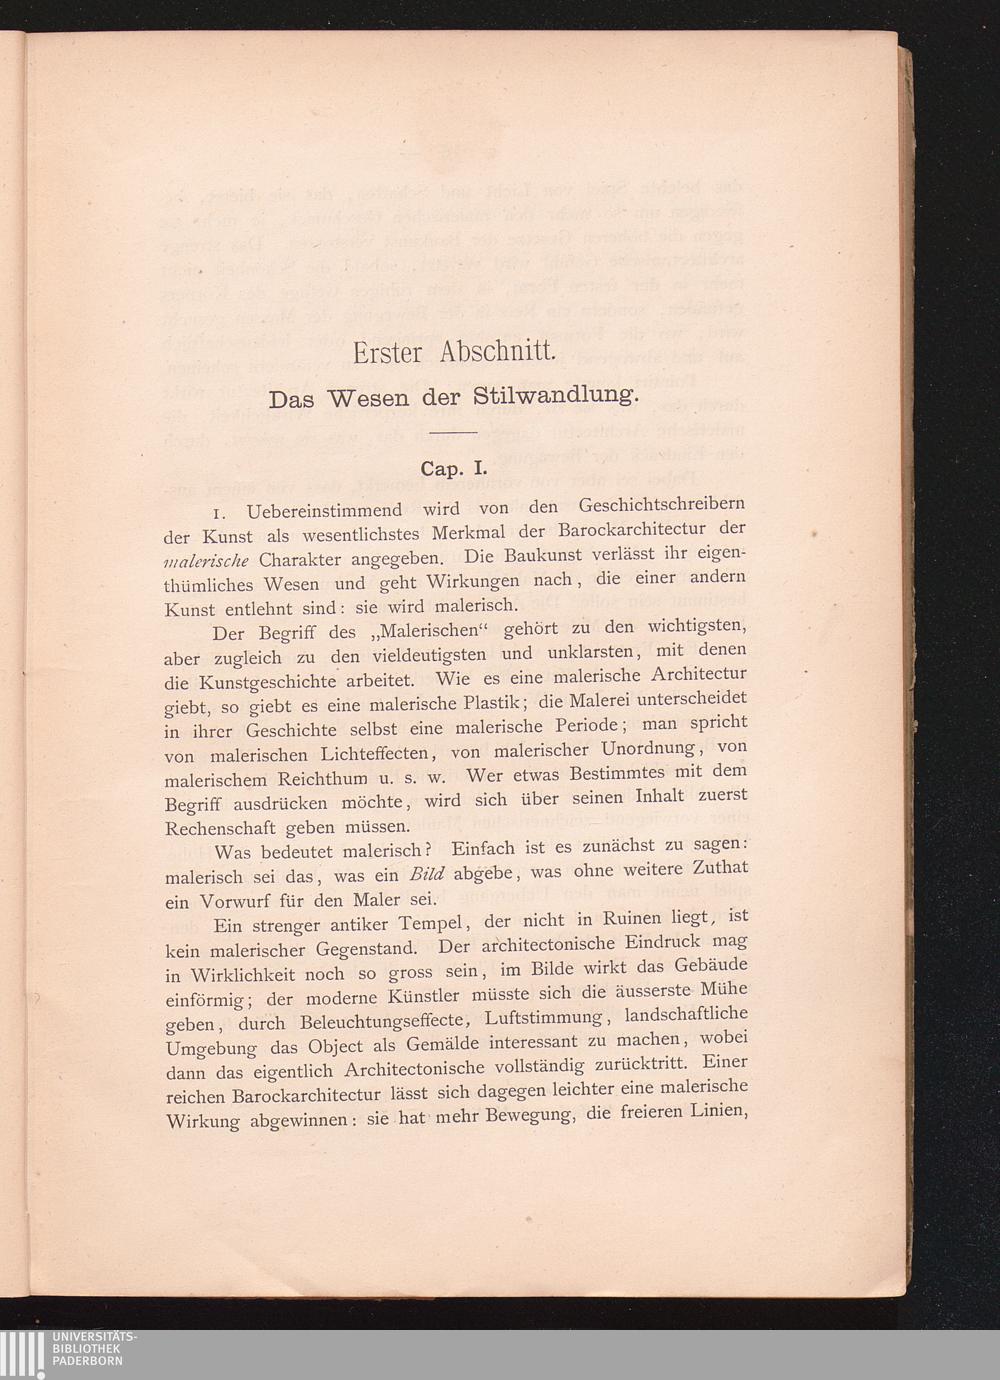 Erster Abschnitt.
Das Wesen der Stilwandlung.
Cap. I.
1. Uebereinstimmend wird von den Geschichtschreibern
der Kunst als wesentlichstes Merkmal der Barockarchitectur der
malerische Charakter angegeben. Die Baukunst verlässt ihr eigen-
thümliches Wesen und geht Wirkungen nach, die einer andern
Kunst entlehnt sind: sie wird malerisch.
Der Begriff des „Malerischen“ gehört zu den wichtigsten,
aber zugleich zu den vieldeutigsten und unklarsten, mit denen
die Kunstgeschichte arbeitet. Wie es eine malerische Architectur
giebt, so giebt es eine malerische Plastik; die Malerei unterscheidet
in ihrer Geschichte selbst eine malerische Periode; man spricht
von malerischen Lichteffecten, von malerischer Unordnung, von
malerischem Reichthum u. s. w. Wer etwas Bestimmtes mit dem
Begriff ausdrücken möchte, wird sich über seinen Inhalt zuerst
Rechenschaft geben müssen.
Was bedeutet malerisch? Einfach ist es zunächst zu sagen:
malerisch sei das, was ein Bild abgebe, was ohne weitere Zuthat
ein Vorwurf für den Maler sei.
Ein strenger antiker Tempel, der nicht in Ruinen liegt, ist
kein malerischer Gegenstand. Der architectonische Eindruck mag
in Wirklichkeit noch so gross sein, im Bilde wirkt das Gebäude
einförmig; der moderne Künstler müsste sich die äusserste Mühe
geben, durch Beleuchtungseffecte, Luftstimmung, landschaftliche
Umgebung das Object als Gemälde interessant zu machen, wobei
dann das eigentlich Architectonische vollständig zurücktritt. Einer
reichen Barockarchitectur lässt sich dagegen leichter eine malerische
Wirkung abgewinnen: sie hat mehr Bewegung, die freieren Linien,
UNIVERSITÄTS-
BIBLIOTHEK
PADERBORN